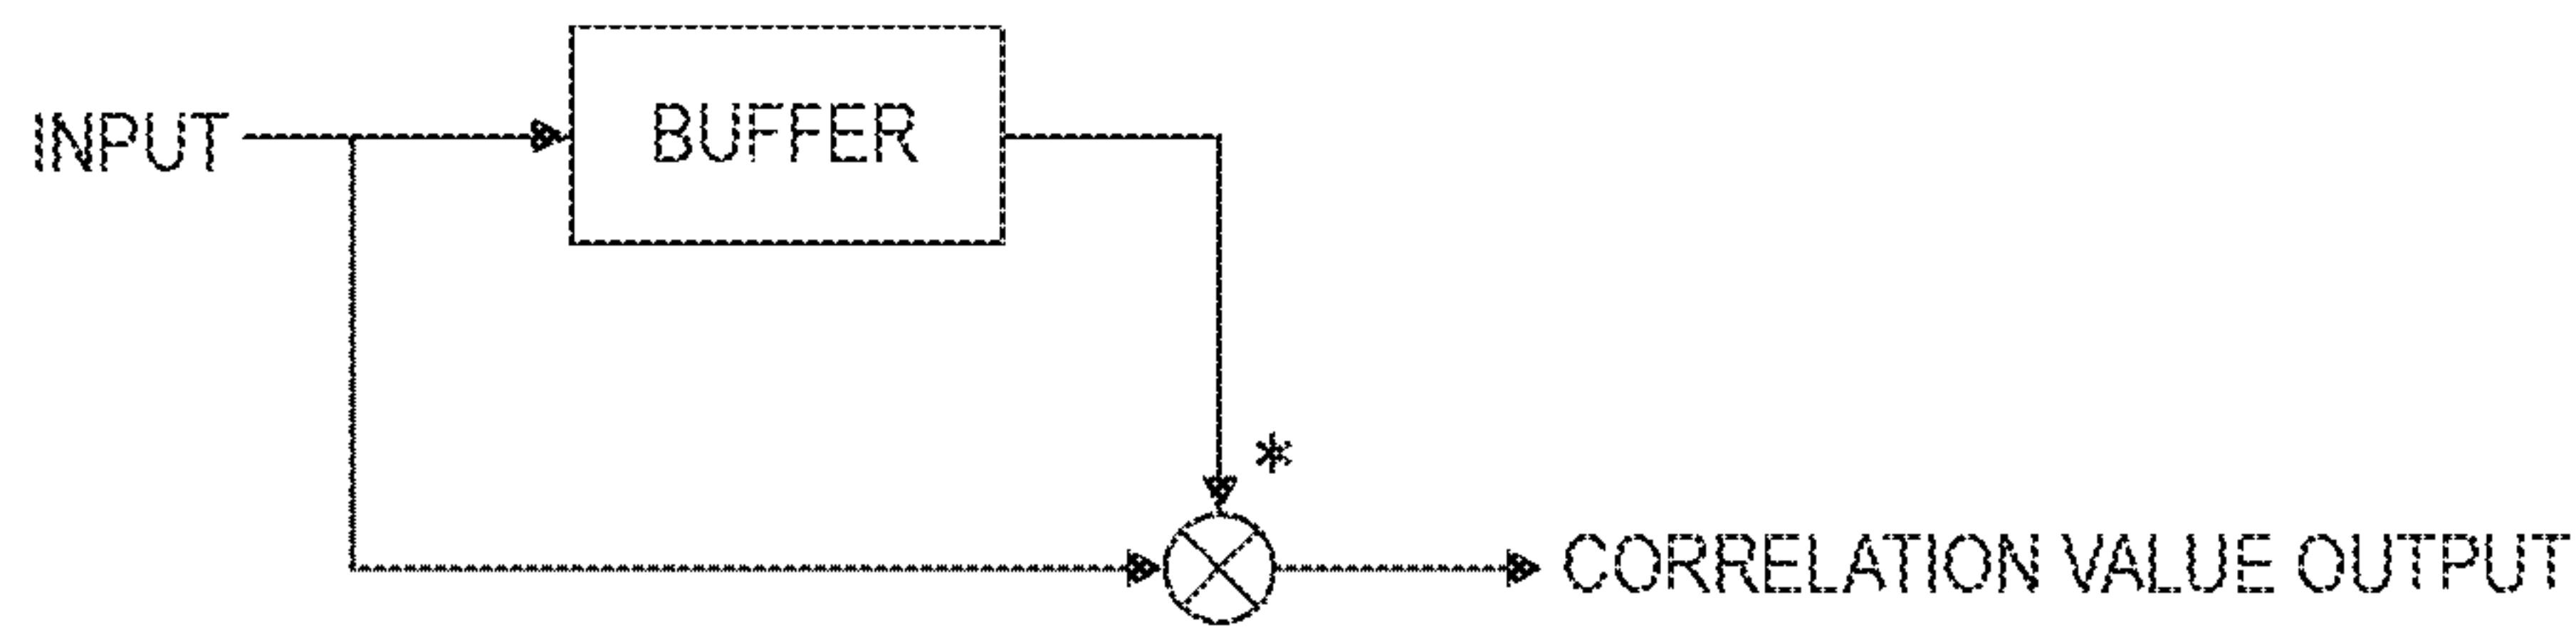 INPUT
BUFFER
*
CORRELATION VALUE OUTPUT